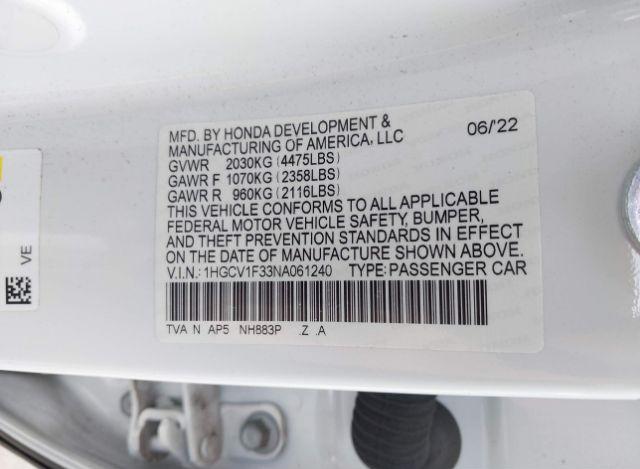 MFD. BY HONDA DEVELOPMENT & 06/'22
MANUFACTURING OF AMERICA, LLC
GVWR 2030KG (4475LBS)
GAWR F 1070KG (2358LBS)
GAWR R 960KG (2116LBS)
THIS VEHICLE CONFORMS TO ALL APPLICABLE
FEDERAL MOTOR VEHICLE SAFETY, BUMPER,
AND THEFT PREVENTION STANDARDS IN EFFECT
ON THE DATE OF MANUFACTURE SHOWN ABOVE.
V.I.N.: 1HGCV1F33NA061240 TYPE: PASSENGER CAR
TVA N AP5 NH883P .Z .A
VE